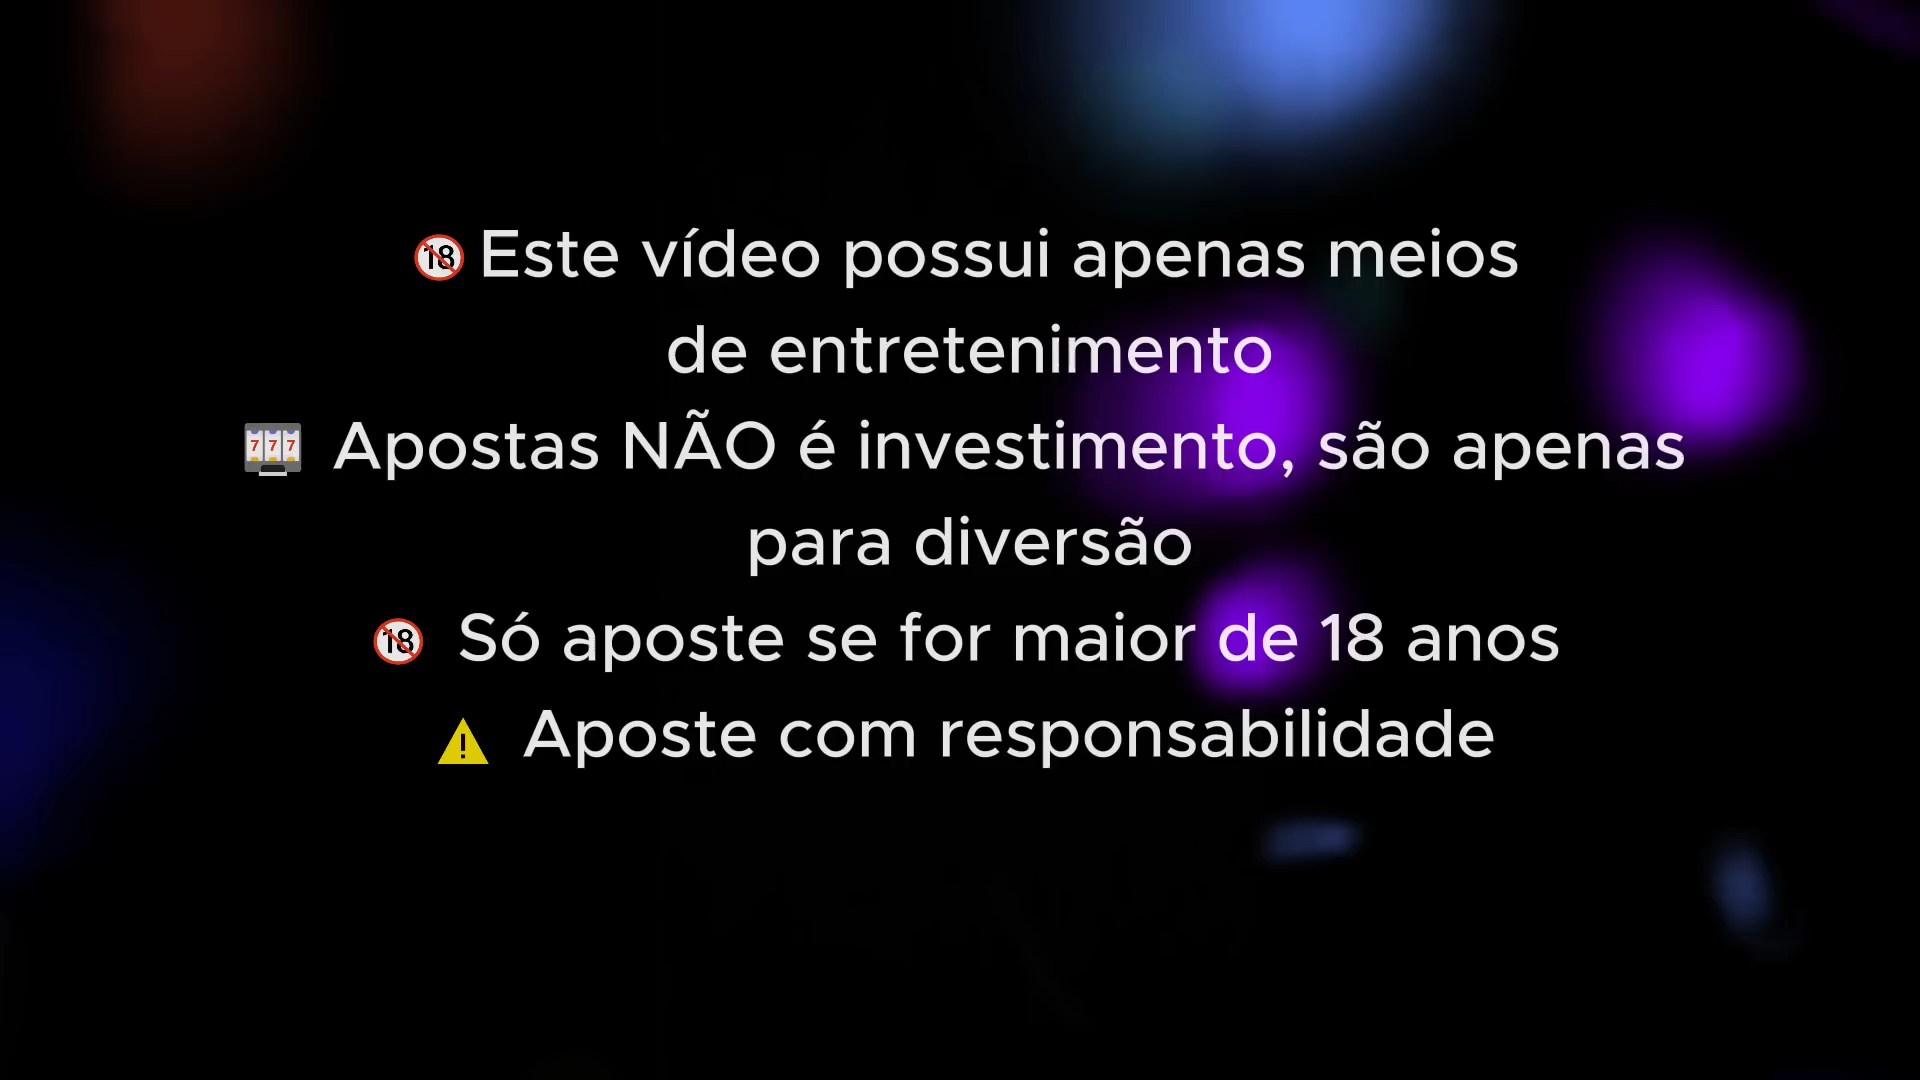 🔞Este vídeo possui apenas meios
de entretenimento
🎰 Apostas NÃO é investimento, são apenas
para diversão
🔞 Só aposte se for maior de 18 anos
⚠ Aposte com responsabilidade